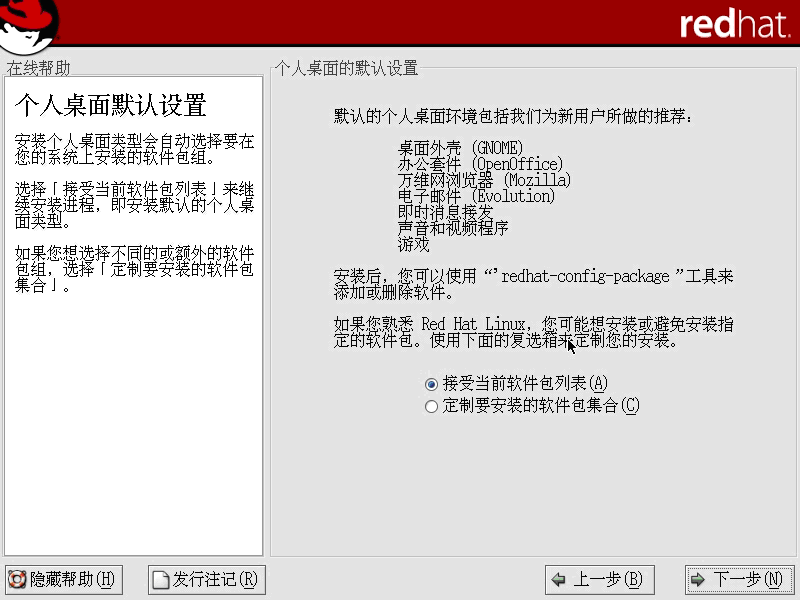 redhat.
在线帮助
个人桌面默认设置
安装个人桌面类型会自动选择要在
您的系统上安装的软件包组。
选择「接受当前软件包列表」来继
续安装进程，即安装默认的个人桌
面类型。
如果您想选择不同的或额外的软件
包组，选择「定制要安装的软件包
集合」。
个人桌面的默认设置
默认的个人桌面环境包括我们为新用户所做的推荐：
桌面外壳 (GNOME)
办公套件 (OpenOffice)
万维网浏览器 (Mozilla)
电子邮件 (Evolution)
即时消息接发
声音和视频程序
游戏
安装后，您可以使用“'redhat-config-package ”工具来
添加或删除软件。
如果您熟悉 Red Hat Linux，您可能想安装或避免安装指
定的软件包。使用下面的复选箱来定制您的安装。
接受当前软件包列表(A)
定制要安装的软件包集合(C)
隐藏帮助(H)
发行注记(R)
上一步(B)
下一步(N)